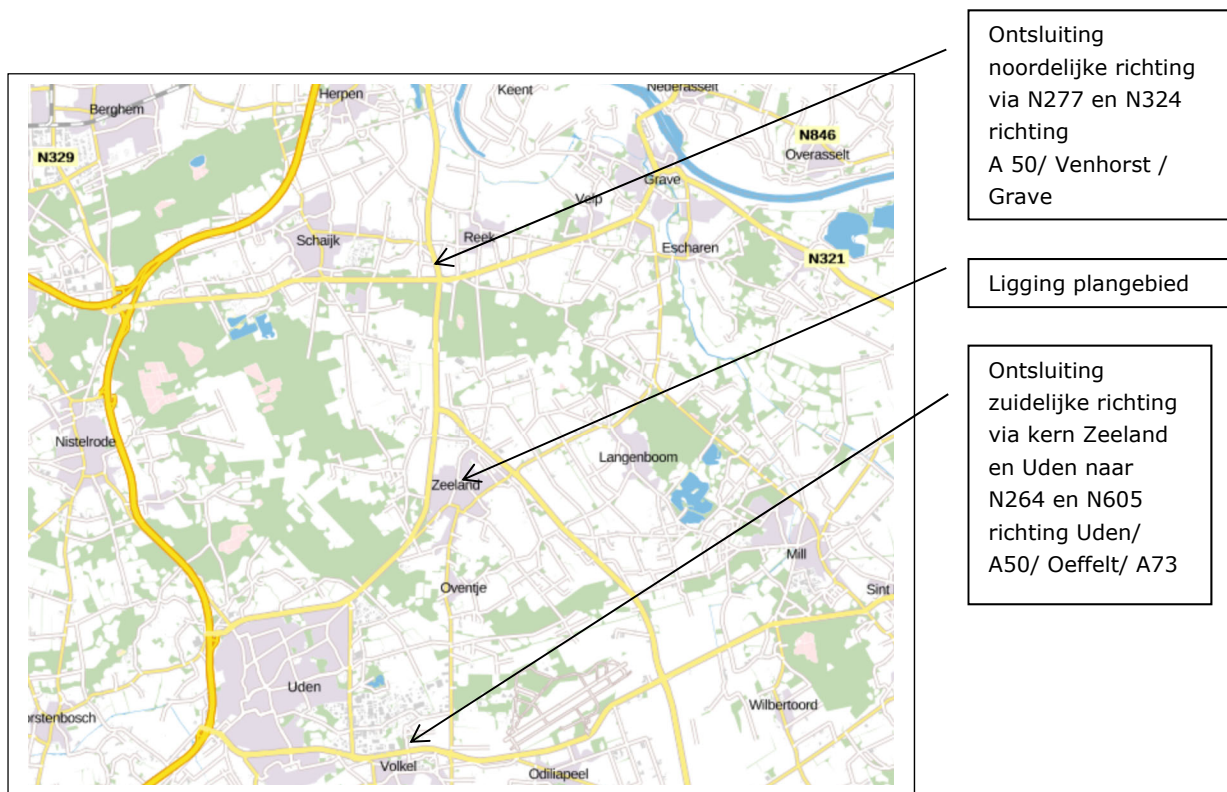 Ontsluiting
noordelijke richting
via N277 en N324
richting
A 50/ Venhorst /
Grave
Ligging plangebied
Ontsluiting
zuidelijke richting
via kern Zeeland
en Uden naar
N264 en N605
richting Uden/
A50/ Oeffelt/ A73
Berghem
Herpen
Keent
Nederasselt
N329
N846
Overasselt
Grave
Velp
Schaijk
Reek
Escharen
N321
Nistelrode
Langenboom
Zeeland
Mill
Oventje
Sint
Uden
Wilbertoord
orstenbosch
Volkel
Odiliapeel